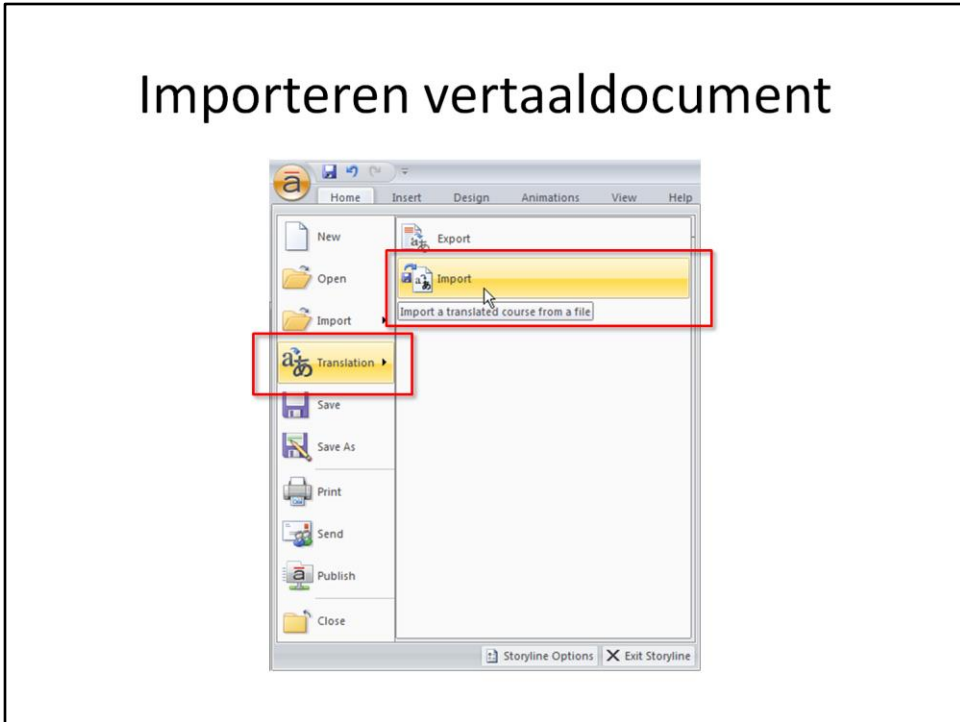 Importeren vertaaldocument
Home Insert Design Animations View Help
New
Open
Import
Translation
Save
Save As
Print
Send
Publish
Close
Export
Import
Import a translated course from a file
Storyline Options Exit Storyline